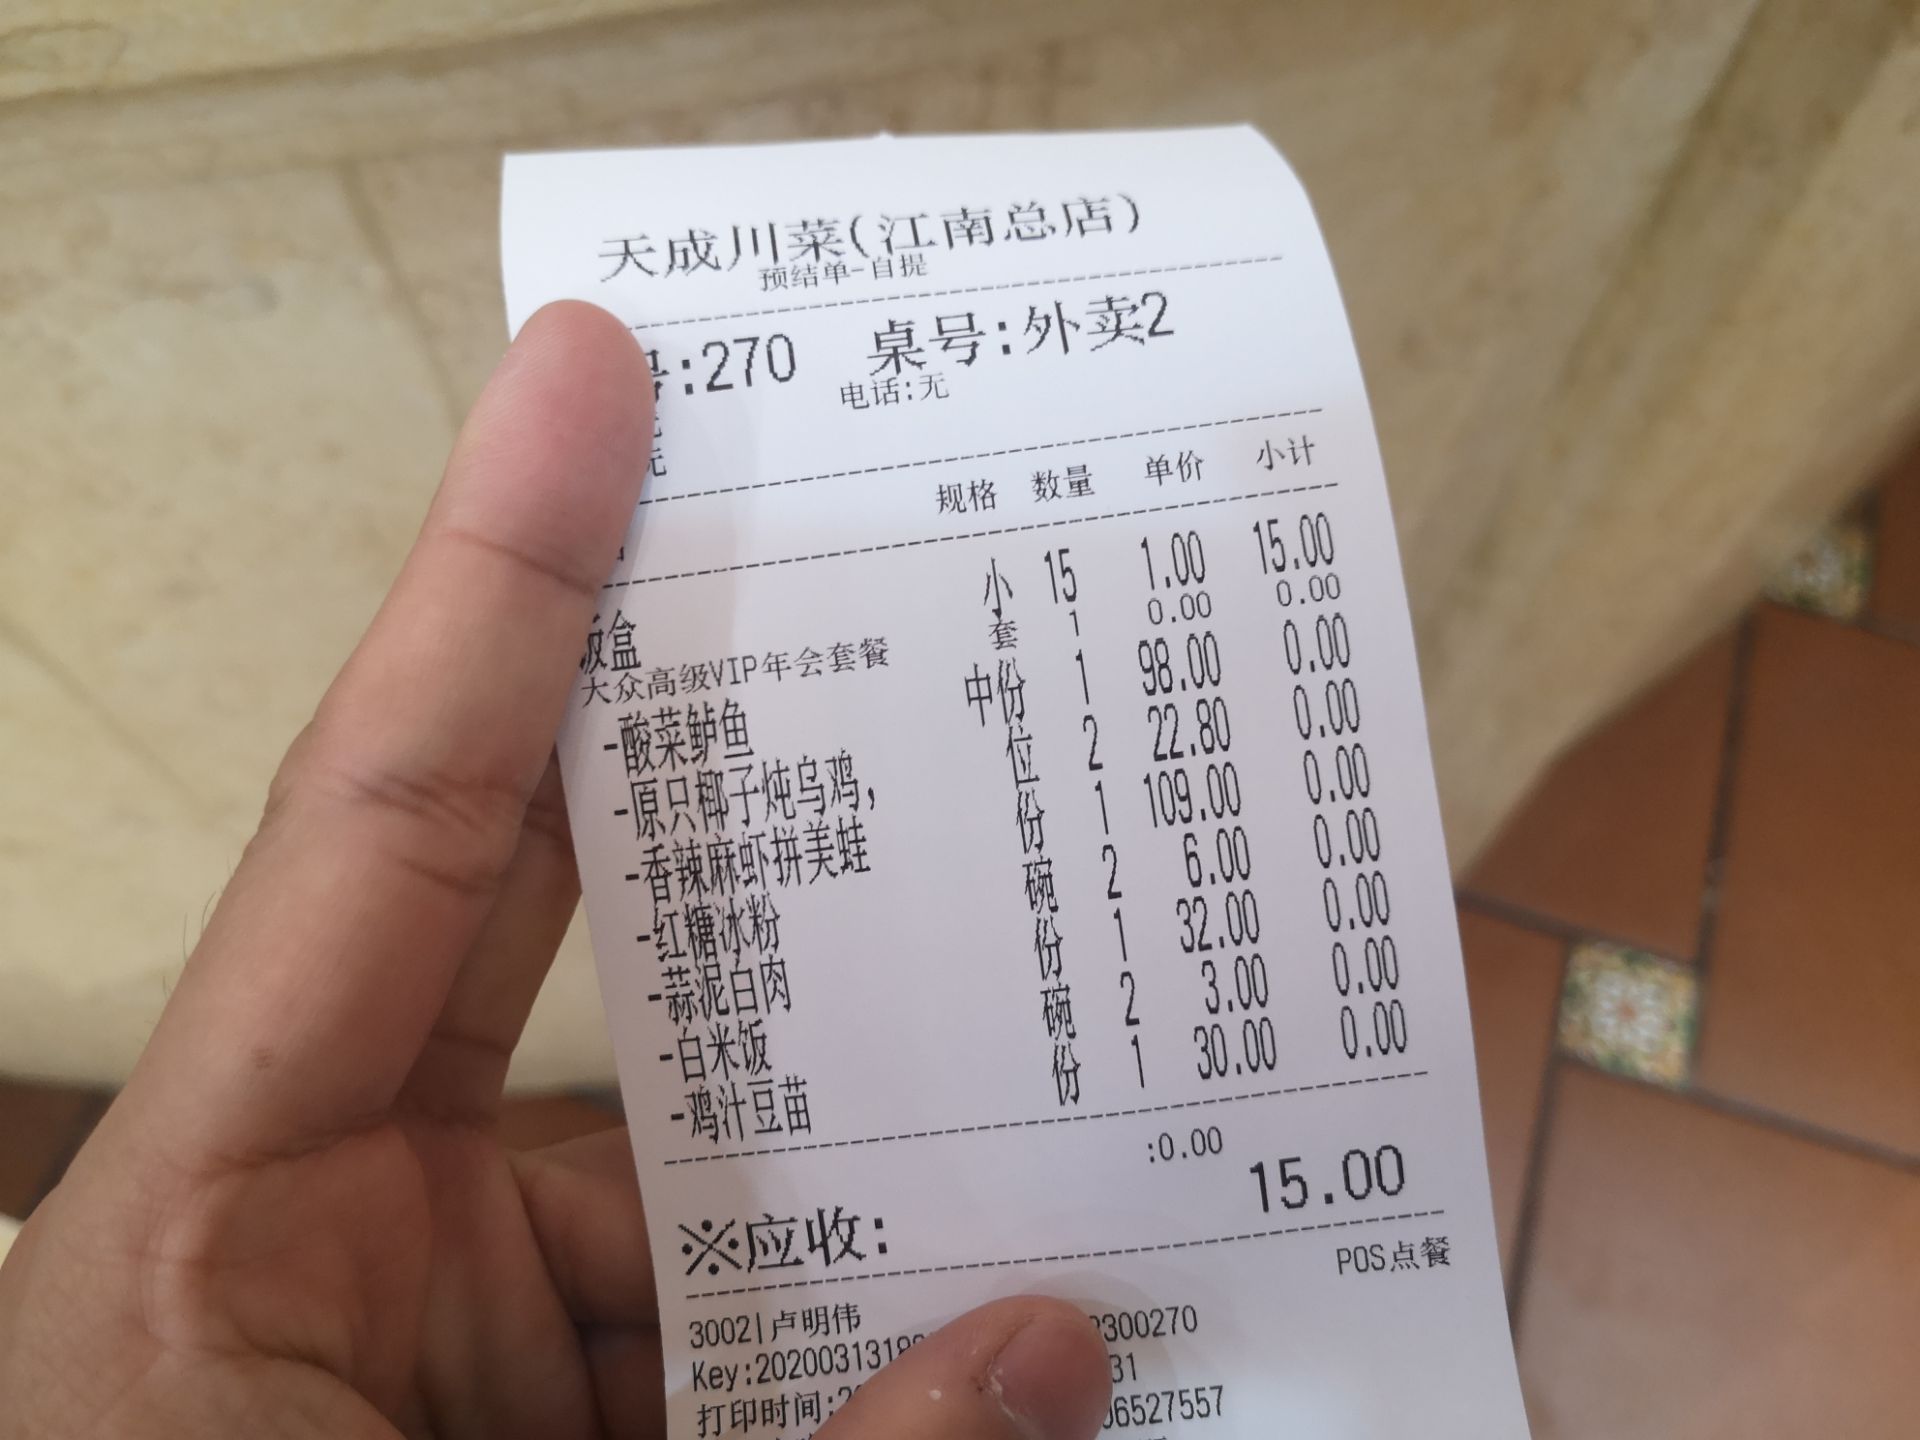 天成川菜(江南总店)
预结单-自提
:270 桌号:外卖2
电话:无
无
规格 数量 单价 小计
饭盒 小 15 1.00 15.00
大众高级VIP年会套餐 套 1 0.00 0.00
-酸菜鲈鱼 中份 1 98.00 0.00
-原只椰子炖乌鸡, 位 2 22.80 0.00
-香辣麻虾拼美蛙 份 1 109.00 0.00
-红糖冰粉 碗 2 6.00 0.00
-蒜泥白肉 份 1 32.00 0.00
-白米饭 碗 2 3.00 0.00
-鸡汁豆苗 份 1 30.00 0.00
:0.00
※应收: 15.00
POS点餐
3002|卢明伟 300270
Key:202003131 31
打印时间:2 06527557